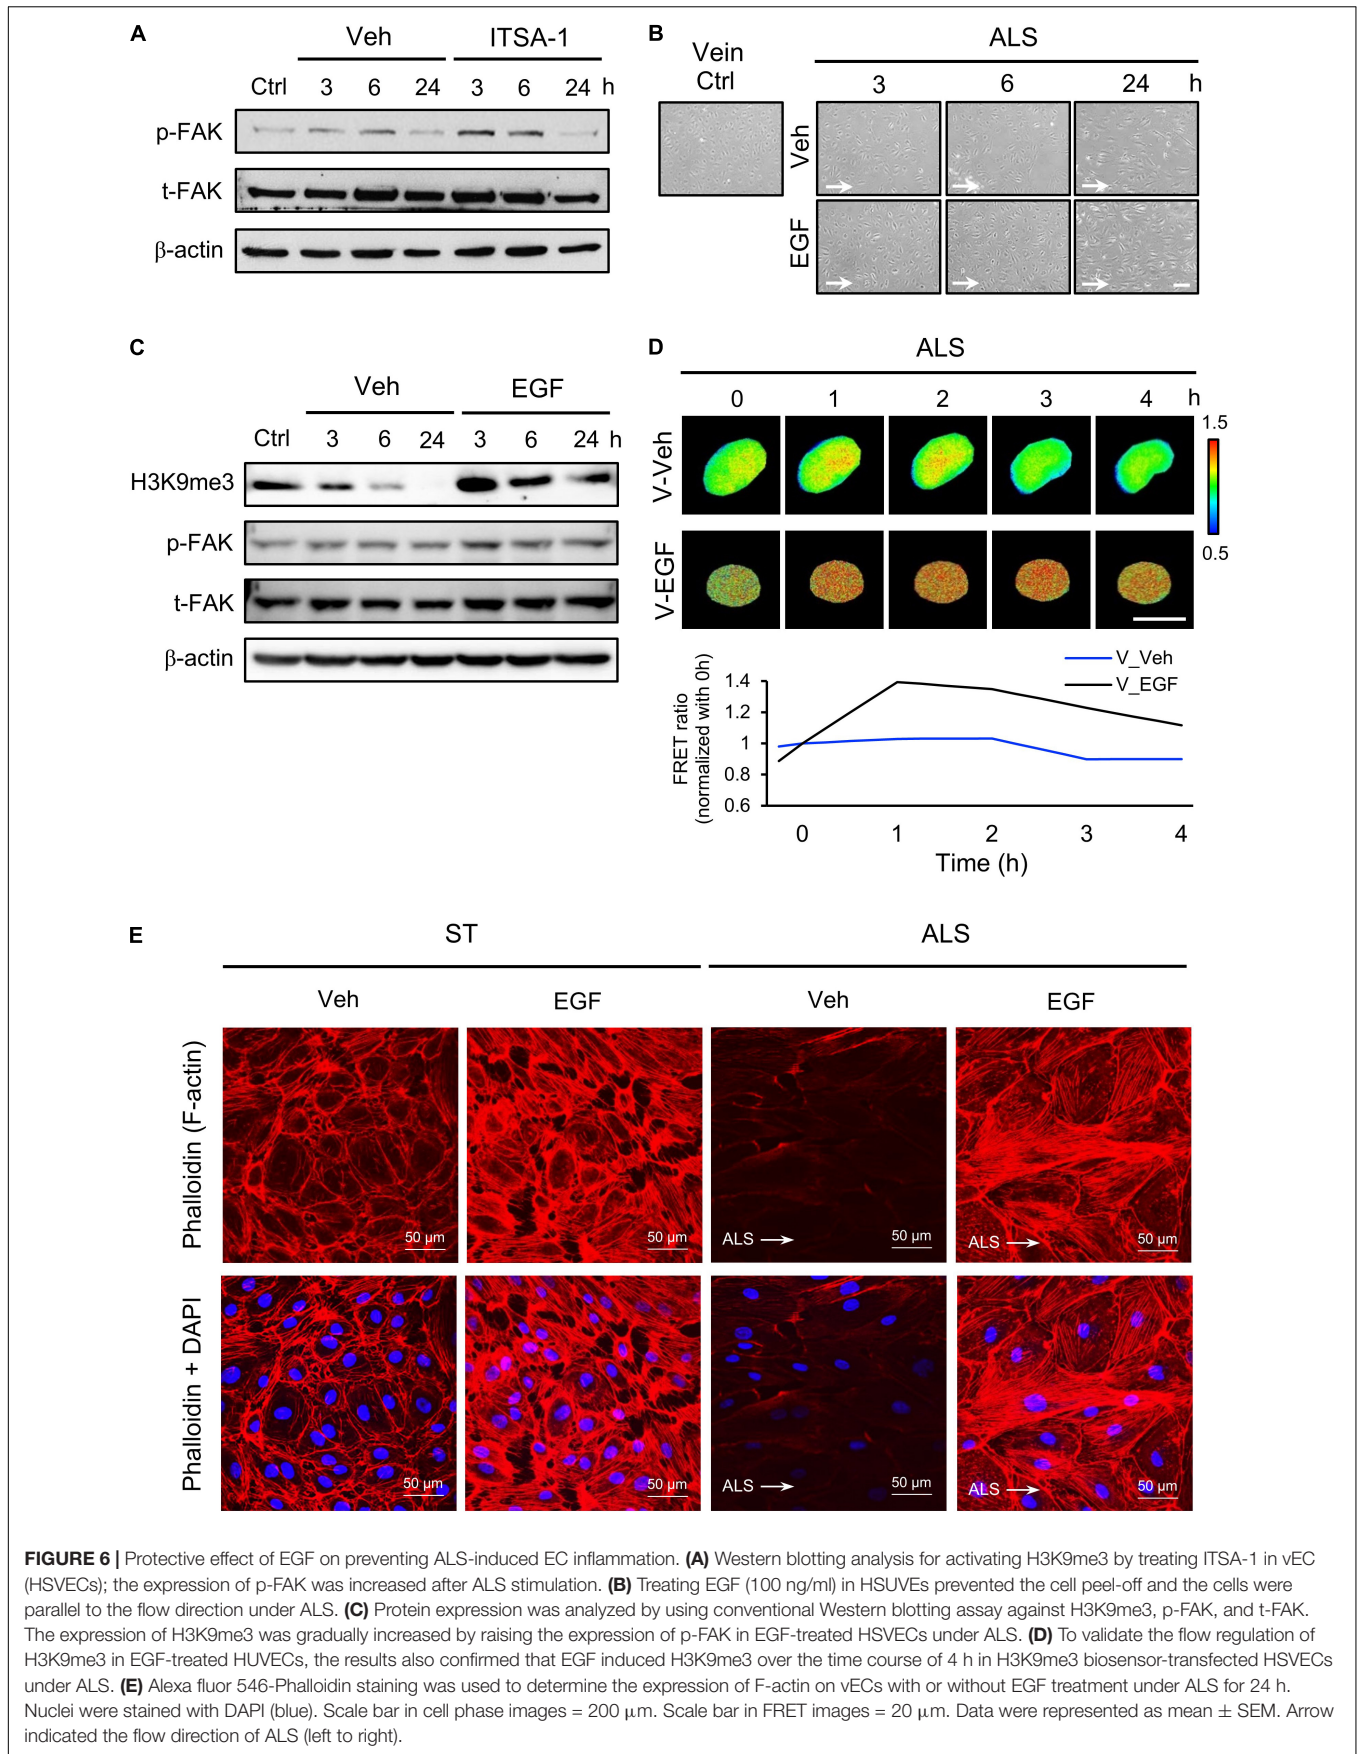 A
Veh
ITSA-1
Ctrl 3 6 24 3 6 24 h
p-FAK
t-FAK
β-actin
B
Vein
Ctrl
ALS
3 6 24 h
Veh
EGF
C
Veh
EGF
Ctrl 3 6 24 3 6 24 h
H3K9me3
p-FAK
t-FAK
β-actin
D
ALS
0 1 2 3 4 h
V-Veh
V-EGF
1.5
0.5
V_Veh
V_EGF
FRET ratio
(normalized with 0h)
1.4
1.2
1
0.8
0.6
0 1 2 3 4
Time (h)
E
ST
ALS
Veh EGF Veh EGF
Phalloidin (F-actin)
50 µm
50 µm
ALS
50 µm
ALS
50 µm
Phalloidin + DAPI
50 µm
50 µm
ALS
50 µm
ALS
50 µm
FIGURE 6 | Protective effect of EGF on preventing ALS-induced EC inflammation. (A) Western blotting analysis for activating H3K9me3 by treating ITSA-1 in vEC
(HSVECs); the expression of p-FAK was increased after ALS stimulation. (B) Treating EGF (100 ng/ml) in HSUVEs prevented the cell peel-off and the cells were
parallel to the flow direction under ALS. (C) Protein expression was analyzed by using conventional Western blotting assay against H3K9me3, p-FAK, and t-FAK.
The expression of H3K9me3 was gradually increased by raising the expression of p-FAK in EGF-treated HSVECs under ALS. (D) To validate the flow regulation of
H3K9me3 in EGF-treated HUVECs, the results also confirmed that EGF induced H3K9me3 over the time course of 4 h in H3K9me3 biosensor-transfected HSVECs
under ALS. (E) Alexa fluor 546-Phalloidin staining was used to determine the expression of F-actin on vECs with or without EGF treatment under ALS for 24 h.
Nuclei were stained with DAPI (blue). Scale bar in cell phase images = 200 µm. Scale bar in FRET images = 20 µm. Data were represented as mean ± SEM. Arrow
indicated the flow direction of ALS (left to right).